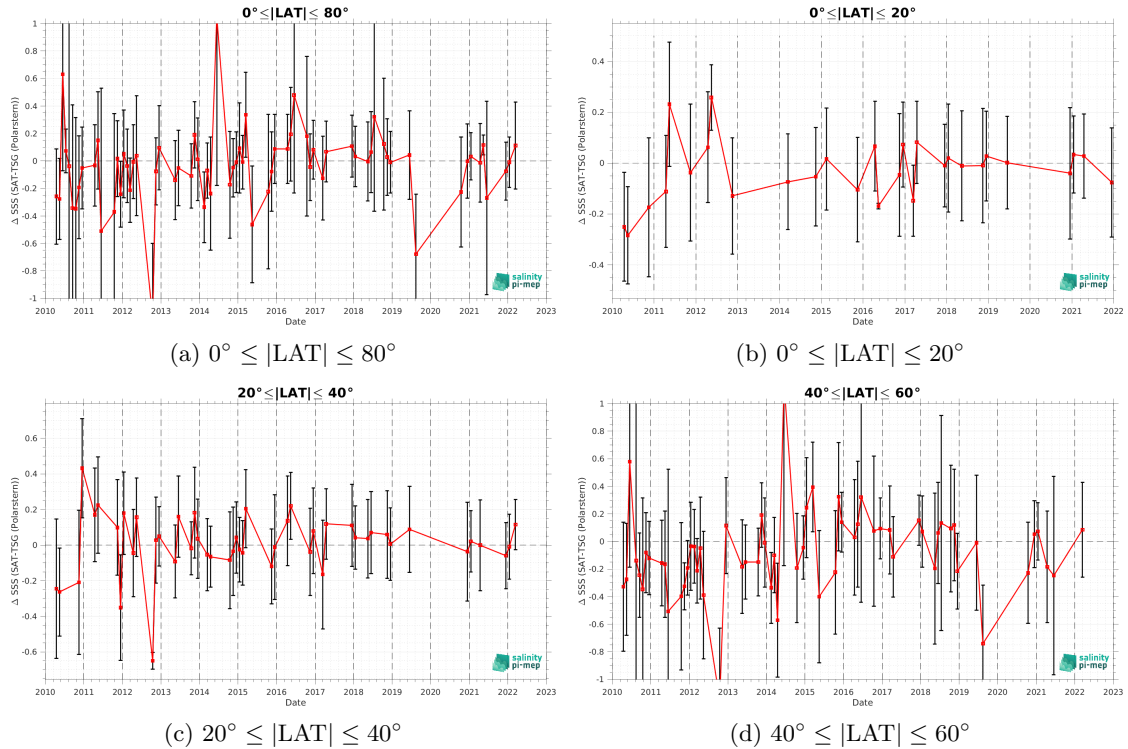 0°≤|LAT|≤ 80°
1
0.8
0.6
0.4
0.2
0
-0.2
-0.4
-0.6
-0.8
-1
Δ SSS (SAT-TSG (Polarstern))
2010 2011 2012 2013 2014 2015 2016 2017 2018 2019 2020 2021 2022 2023
Date
salinity
pi-mep
(a) 0° ≤ |LAT| ≤ 80°
0°≤|LAT|≤ 20°
0.4
0.2
0
-0.2
-0.4
Δ SSS (SAT-TSG (Polarstern))
2010 2011 2012 2013 2014 2015 2016 2017 2018 2019 2020 2021 2022
Date
salinity
pi-mep
(b) 0° ≤ |LAT| ≤ 20°
20°≤|LAT|≤ 40°
0.6
0.4
0.2
0
-0.2
-0.4
-0.6
Δ SSS (SAT-TSG (Polarstern))
2010 2011 2012 2013 2014 2015 2016 2017 2018 2019 2020 2021 2022 2023
Date
salinity
pi-mep
(c) 20° ≤ |LAT| ≤ 40°
40°≤|LAT|≤ 60°
1
0.8
0.6
0.4
0.2
0
-0.2
-0.4
-0.6
-0.8
-1
Δ SSS (SAT-TSG (Polarstern))
2010 2011 2012 2013 2014 2015 2016 2017 2018 2019 2020 2021 2022 2023
Date
salinity
pi-mep
(d) 40° ≤ |LAT| ≤ 60°